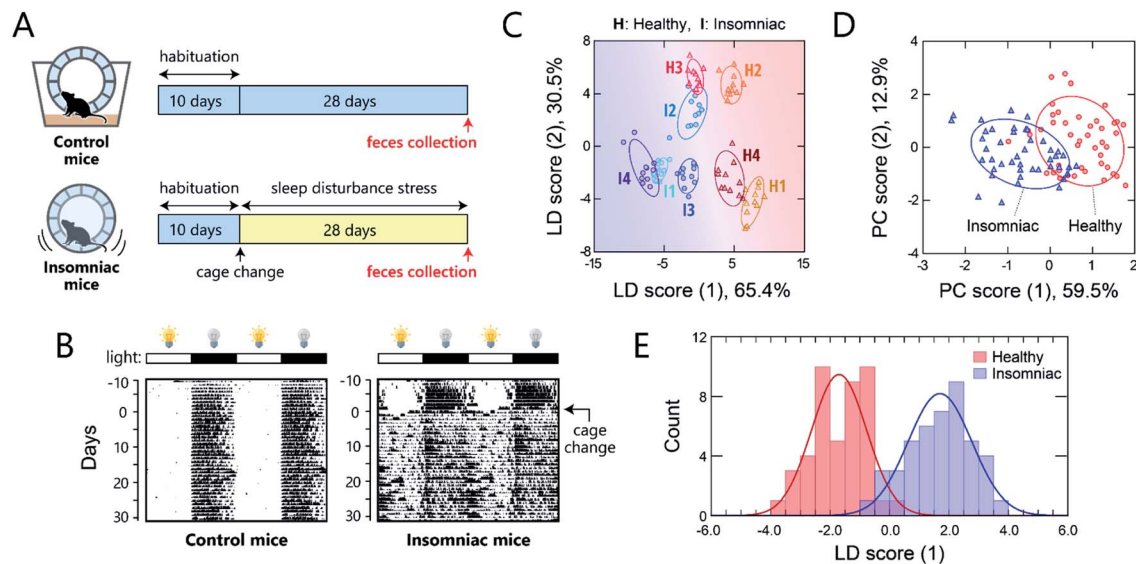 A
habituation
10 days
28 days
feces collection
Control
mice
habituation
sleep disturbance stress
10 days
28 days
cage change
feces collection
Insomniac
mice
B
light:
Days
-10
0
10
20
30
Control mice
-10
0
10
20
30
cage
change
Insomniac mice
C
H: Healthy, I: Insomniac
LD score (2), 30.5%
8
4
0
-4
-8
H3
H2
I2
H4
I4
I1
I3
H1
-15
-5
5
15
LD score (1), 65.4%
D
PC score (2), 12.9%
4
2
0
-2
-4
Insomniac
Healthy
-3
-2
-1
0
1
2
PC score (1), 59.5%
E
Count
12
8
4
0
Healthy
Insomniac
-6.0
-4.0
-2.0
0.0
2.0
4.0
6.0
LD score (1)